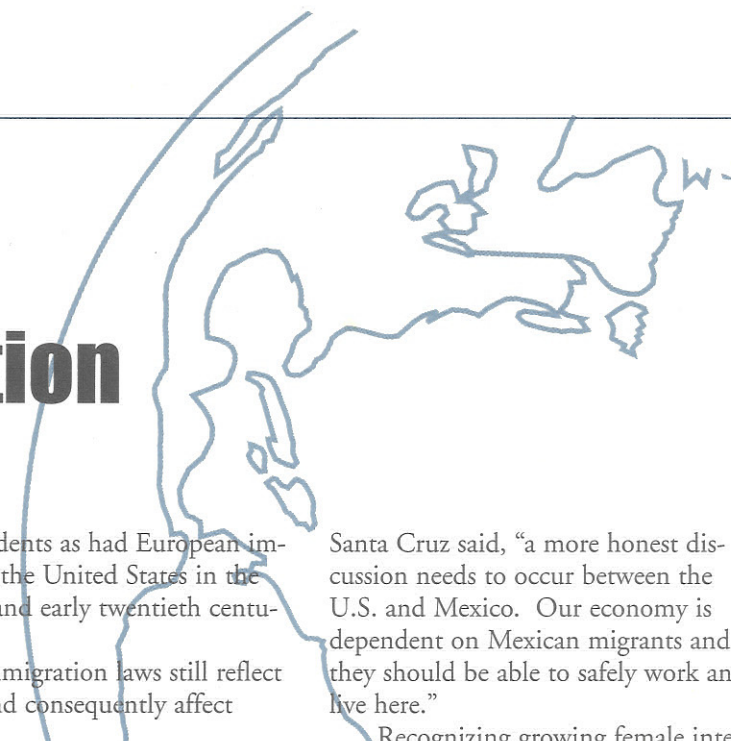 tion
dents as had European im-
the United States in the
nd early twentieth centu-
migration laws still reflect
d consequently affect
Santa Cruz said, “a more honest dis-
cussion needs to occur between the
U.S. and Mexico. Our economy is
dependent on Mexican migrants and
they should be able to safely work an
live here.”
Recognizing growing female inte